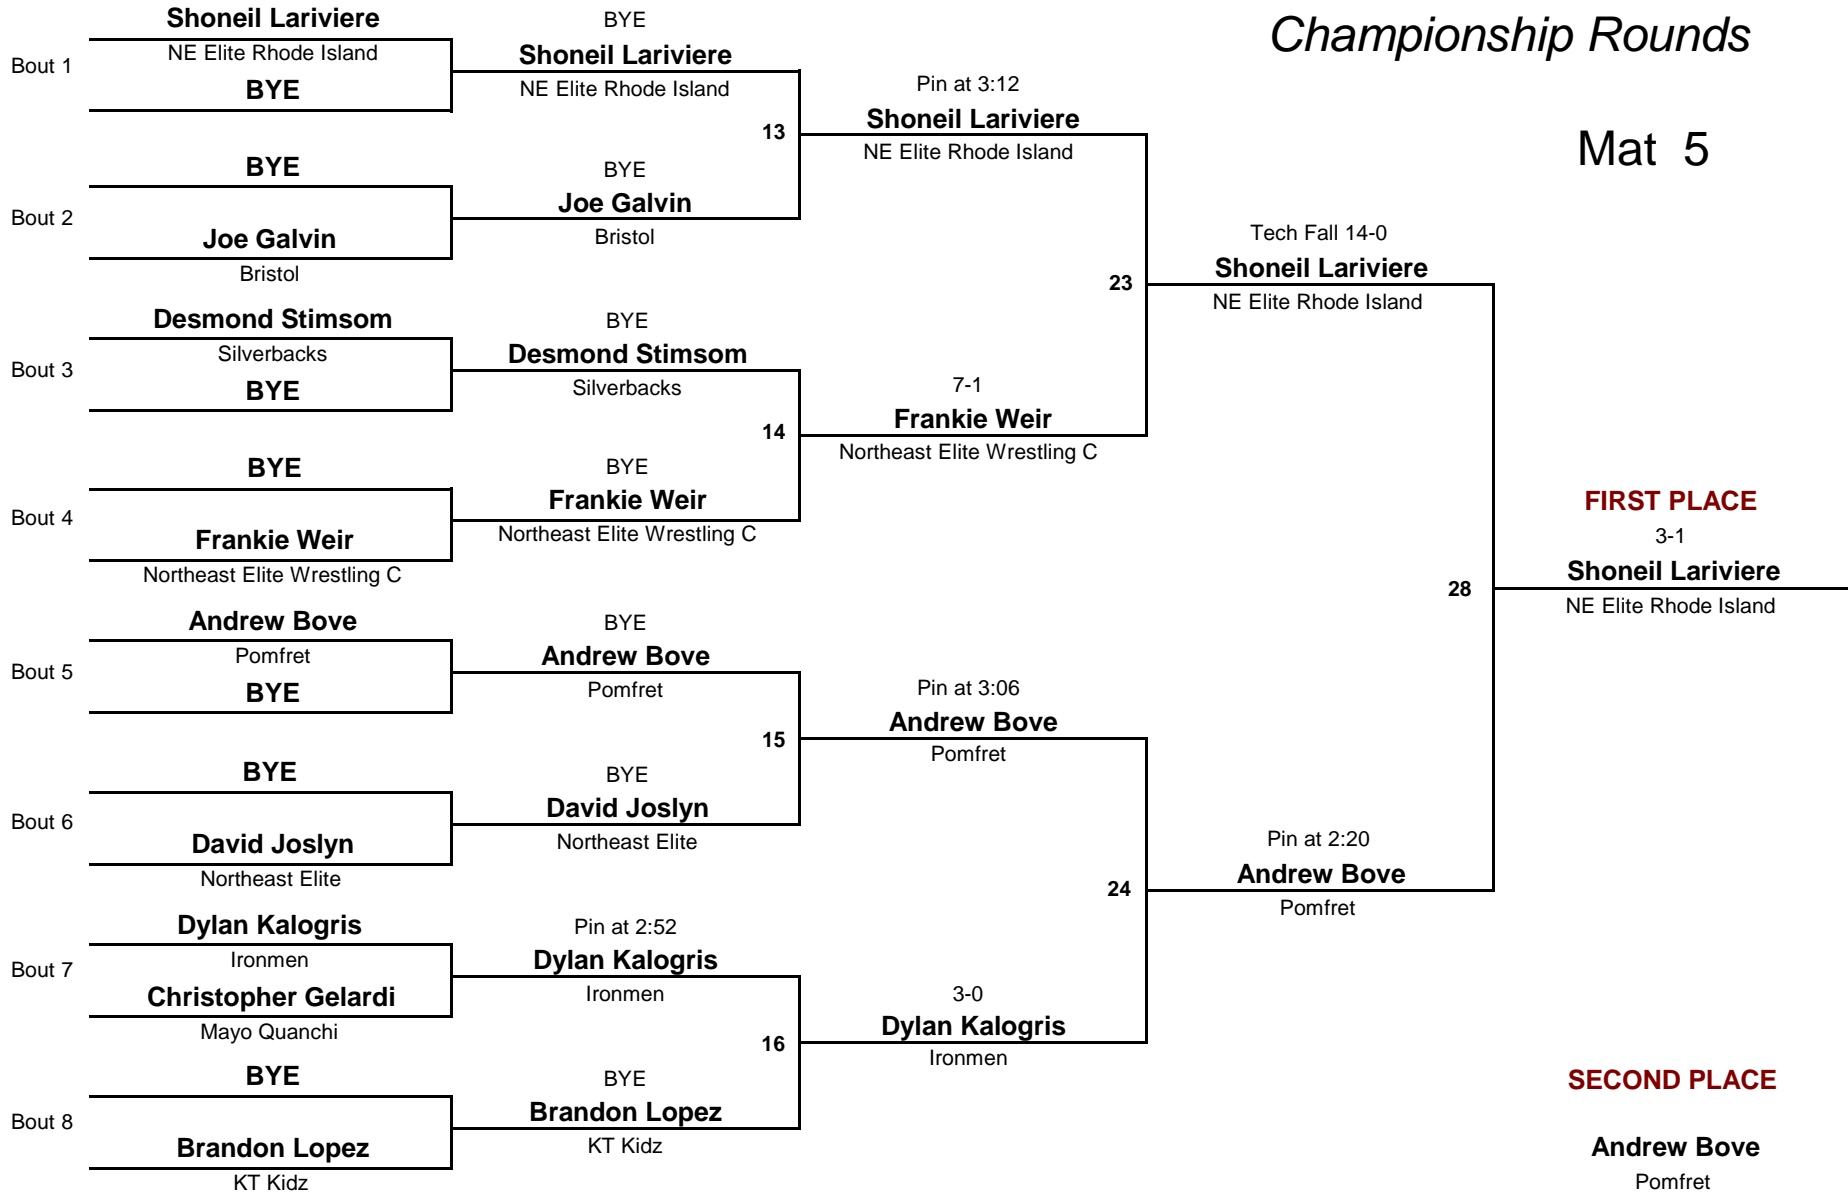 Championship Rounds
Mat 5
Bout 1
Shoneil Lariviere
NE Elite Rhode Island
BYE
Bout 2
BYE
Joe Galvin
Bristol
Bout 3
Desmond Stimsom
Silverbacks
BYE
Bout 4
BYE
Frankie Weir
Northeast Elite Wrestling C
Bout 5
Andrew Bove
Pomfret
BYE
Bout 6
BYE
David Joslyn
Northeast Elite
Bout 7
Dylan Kalogris
Ironmen
Christopher Gelardi
Mayo Quanchi
Bout 8
BYE
Brandon Lopez
KT Kidz
BYE
Shoneil Lariviere
NE Elite Rhode Island
13
BYE
Joe Galvin
Bristol
BYE
Desmond Stimsom
Silverbacks
14
BYE
Frankie Weir
Northeast Elite Wrestling C
BYE
Andrew Bove
Pomfret
15
BYE
David Joslyn
Northeast Elite
Pin at 2:52
Dylan Kalogris
Ironmen
16
BYE
Brandon Lopez
KT Kidz
Pin at 3:12
Shoneil Lariviere
NE Elite Rhode Island
23
7-1
Frankie Weir
Northeast Elite Wrestling C
Pin at 3:06
Andrew Bove
Pomfret
24
3-0
Dylan Kalogris
Ironmen
Tech Fall 14-0
Shoneil Lariviere
NE Elite Rhode Island
28
Pin at 2:20
Andrew Bove
Pomfret
FIRST PLACE
3-1
Shoneil Lariviere
NE Elite Rhode Island
SECOND PLACE
Andrew Bove
Pomfret